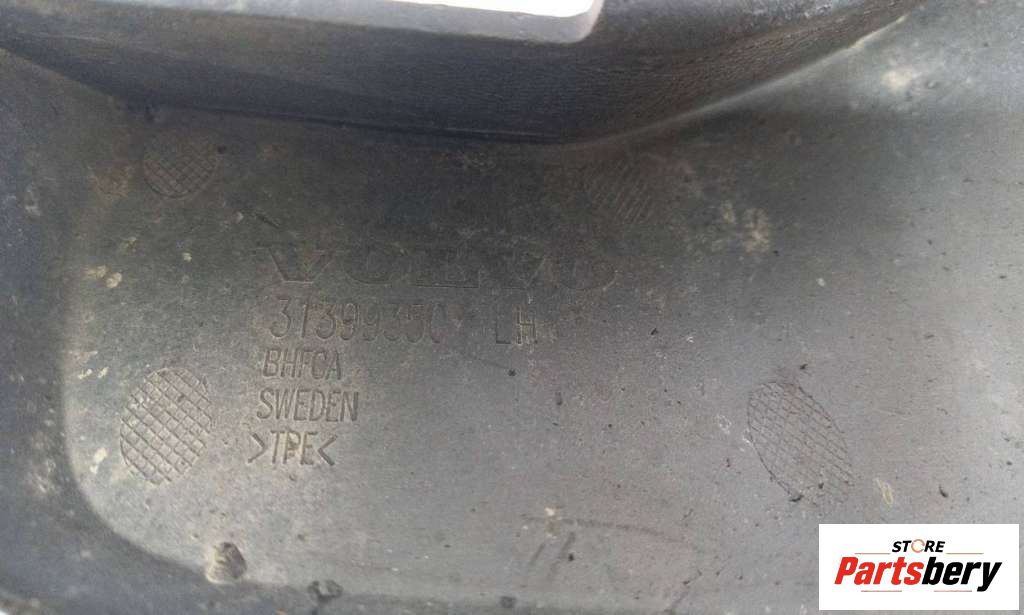 VOLVO
31399350 LH
BHFCA
SWEDEN
>TPE<
STORE
Partsbery